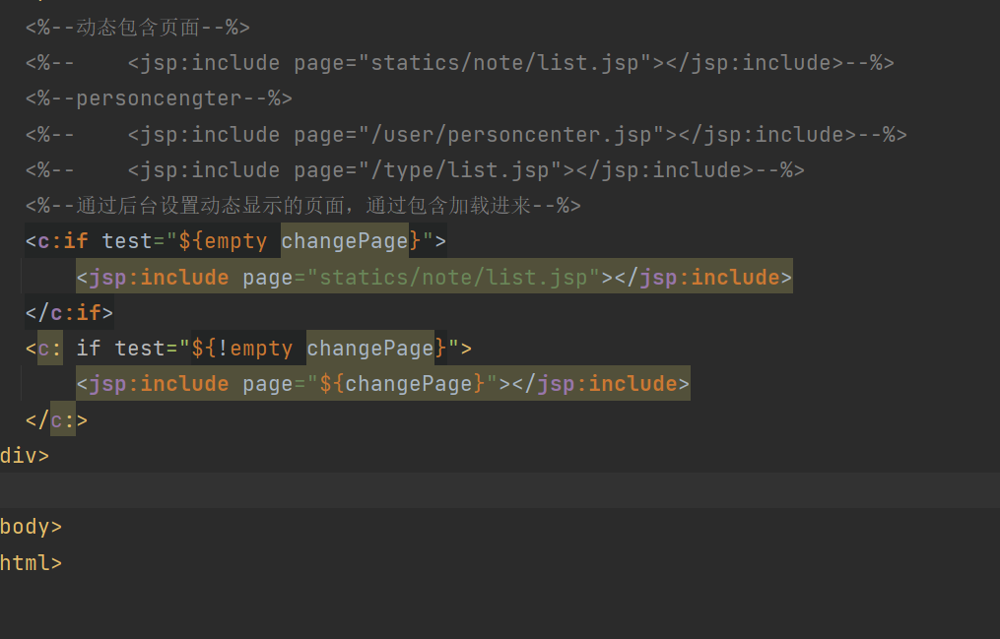 <%--动态包含页面--%>
<%--    <jsp:include page="statics/note/list.jsp"></jsp:include>--%>
<%--personcengter--%>
<%--    <jsp:include page="/user/personcenter.jsp"></jsp:include>--%>
<%--    <jsp:include page="/type/list.jsp"></jsp:include>--%>
<%--通过后台设置动态显示的页面，通过包含加载进来--%>
<c:if test="${empty changePage}">
    <jsp:include page="statics/note/list.jsp"></jsp:include>
</c:if>
<c: if test="${!empty changePage}">
    <jsp:include page="${changePage}"></jsp:include>
</c:>
div>
body>
html>